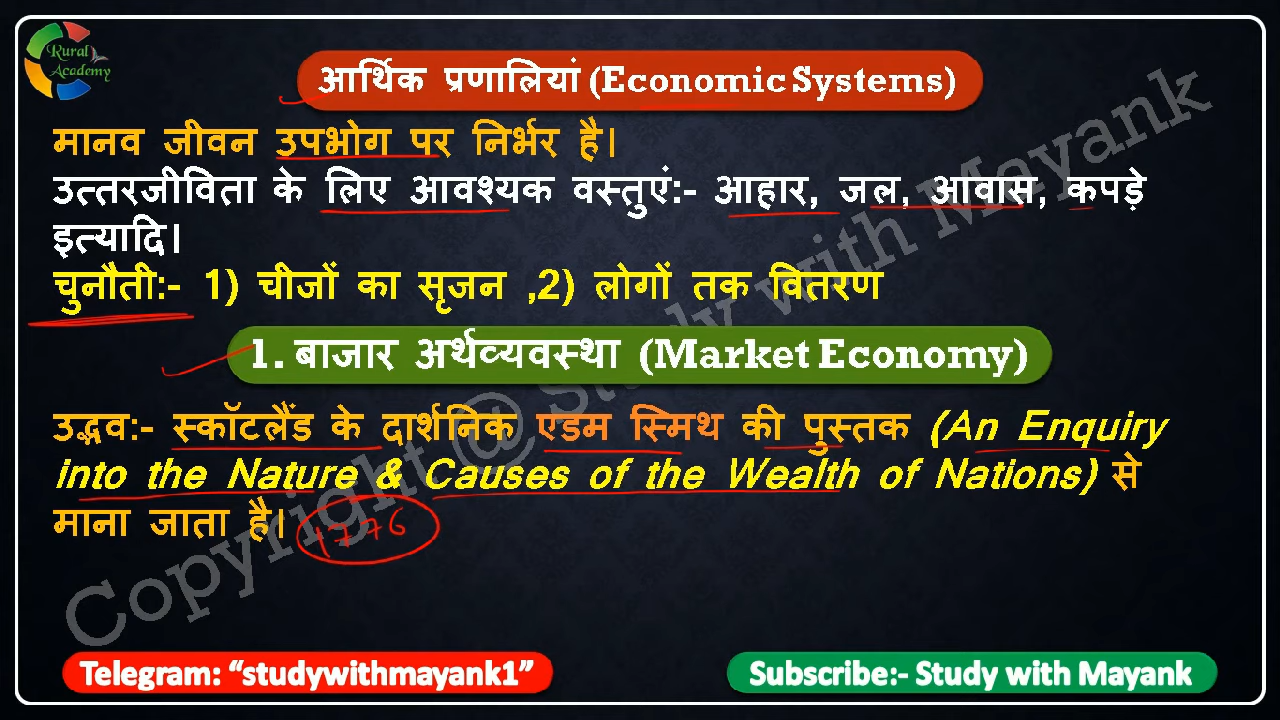 Rural
Academy
आर्थिक प्रणालियां (Economic Systems)
मानव जीवन उपभोग पर निर्भर है।
उत्तरजीविता के लिए आवश्यक वस्तुएं:- आहार, जल, आवास, कपड़े
इत्यादि।
चुनौती:- 1) चीजों का सृजन ,2) लोगों तक वितरण
1. बाजार अर्थव्यवस्था (Market Economy)
उद्भव:- स्कॉटलैंड के दार्शनिक एडम स्मिथ की पुस्तक (An Enquiry
into the Nature & Causes of the Wealth of Nations) से
माना जाता है।
1776
Copyright @ Study with Mayank
Telegram: “studywithmayank1”
Subscribe:- Study with Mayank